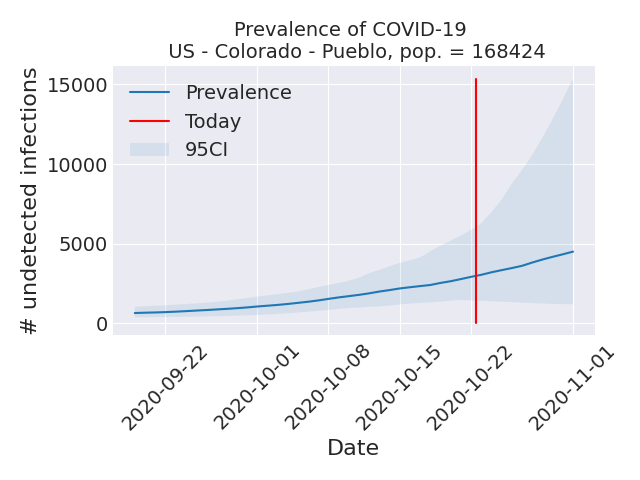 Prevalence of COVID-19
US - Colorado - Pueblo, pop. = 168424
# undetected infections
15000
10000
5000
0
Prevalence
Today
95CI
2020-09-22
2020-10-01
2020-10-08
2020-10-15
2020-10-22
2020-11-01
Date